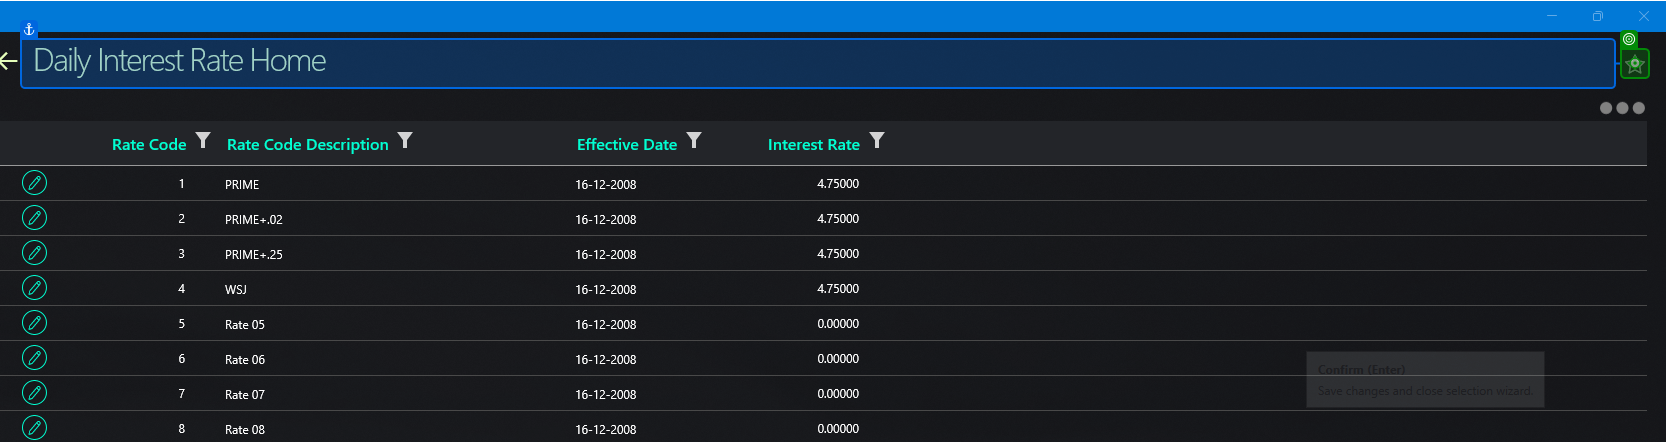 Daily Interest Rate Home
Rate Code Rate Code Description Effective Date Interest Rate
1 PRIME 16-12-2008 4.75000
2 PRIME+.02 16-12-2008 4.75000
3 PRIME+.25 16-12-2008 4.75000
4 WSJ 16-12-2008 4.75000
5 Rate 05 16-12-2008 0.00000
6 Rate 06 16-12-2008 0.00000
Confirm (Enter)
Save changes and close selection wizard.
7 Rate 07 16-12-2008 0.00000
8 Rate 08 16-12-2008 0.00000